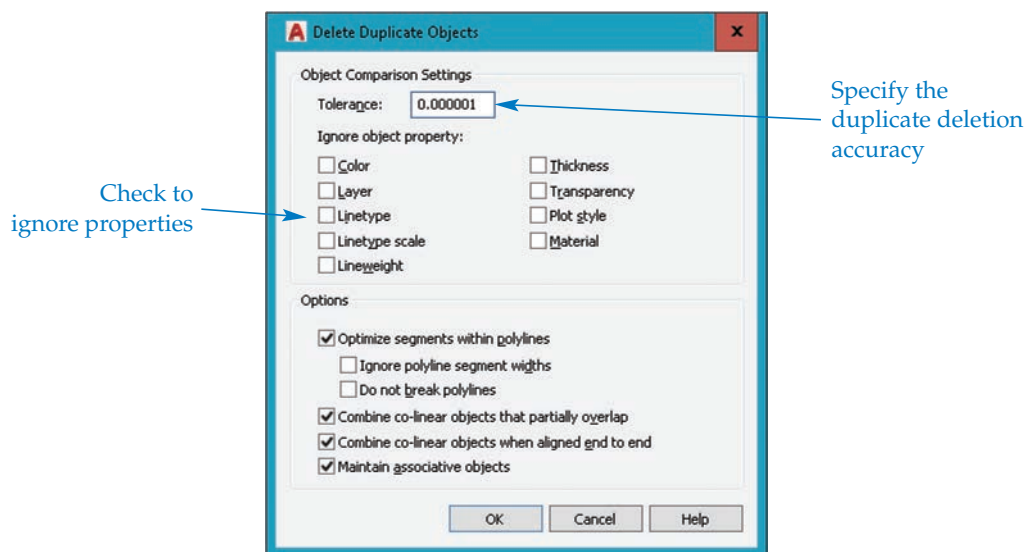 Delete Duplicate Objects
X
Object Comparison Settings
Tolerance: 0.000001
Ignore object property:
Color
Layer
Linetype
Linetype scale
Lineweight
Thickness
Transparency
Plot style
Material
Options
Optimize segments within polylines
Ignore polyline segment widths
Do not break polylines
Combine co-linear objects that partially overlap
Combine co-linear objects when aligned end to end
Maintain associative objects
OK Cancel Help
Check to
ignore properties
Specify the
duplicate deletion
accuracy